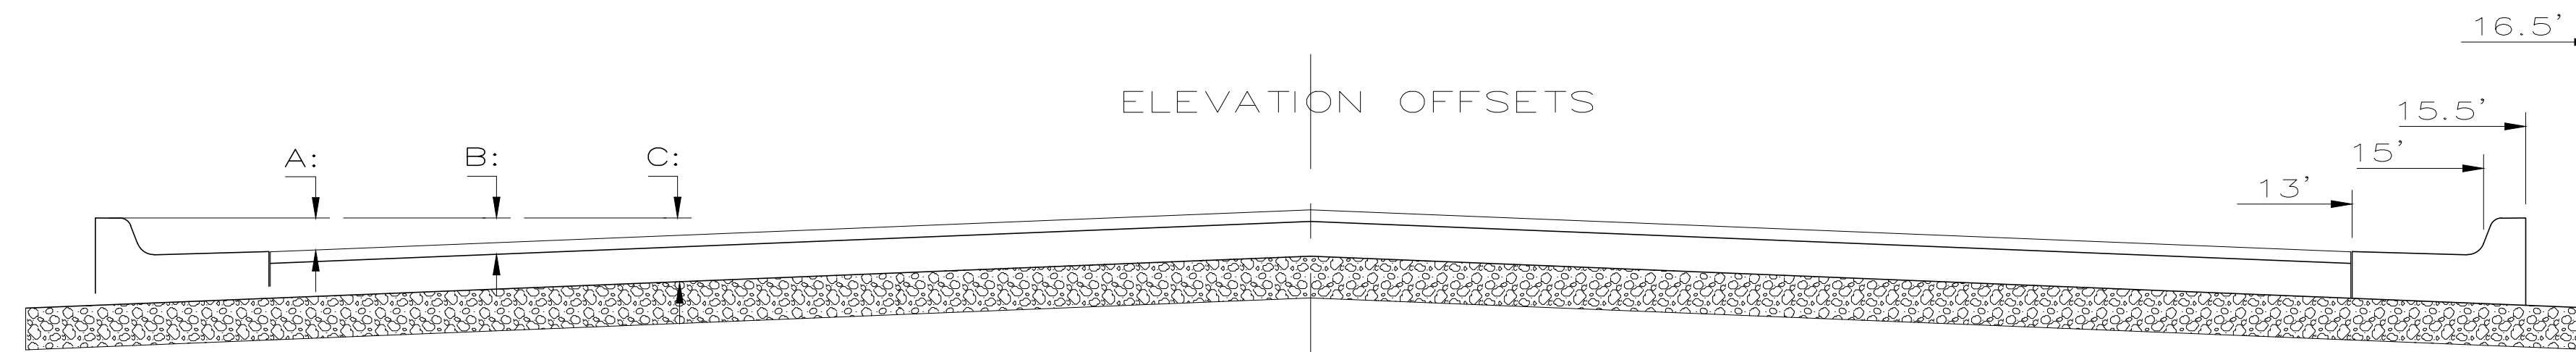 16.5'
ELEVATION OFFSETS
15.5'
A: B: C:
15'
13'